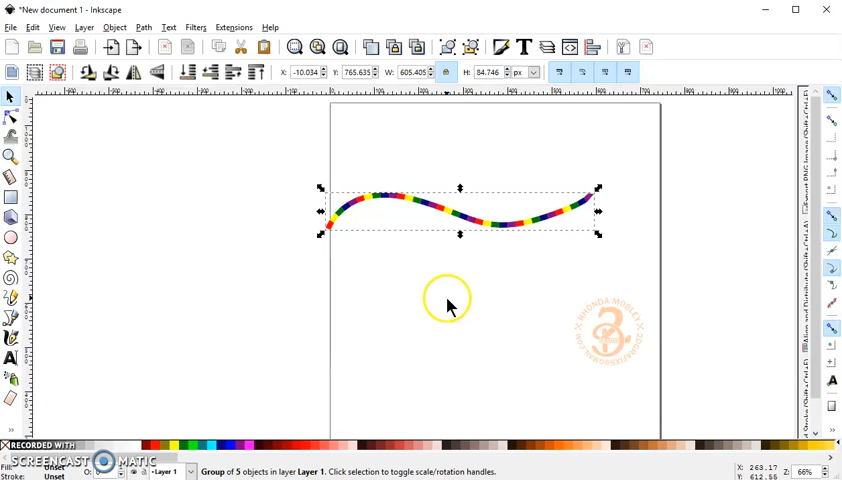 *New document 1 - Inkscape
File Edit View Layer Object Path Text Filters Extensions Help
X: -10.034 Y: 765.635 W: 605.405 H: 84.746 px
RHONDA MOBLEY
RECORDED WITH
SCREENCAST MATIC
Fill: Unset
Stroke: Unset
O:
Layer 1
Group of 5 objects in layer Layer 1. Click selection to toggle scale/rotation handles.
X: 263.17
Y: 612.55
Z: 66%